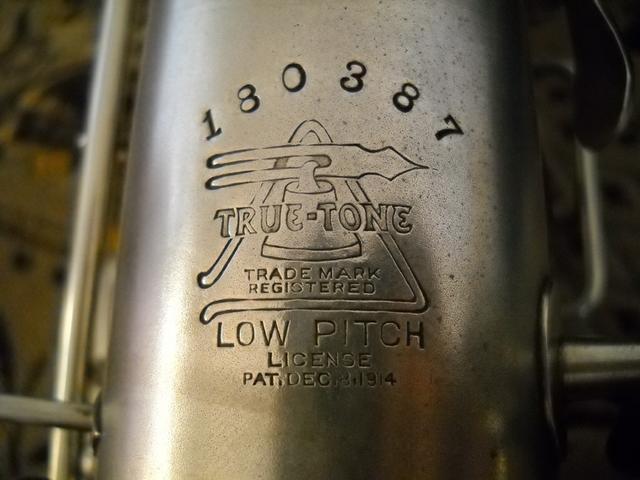 180387
TRUE-TONE
TRADE MARK
REGISTERED
LOW PITCH
LICENSE
PAT. DEC. 8. 1914